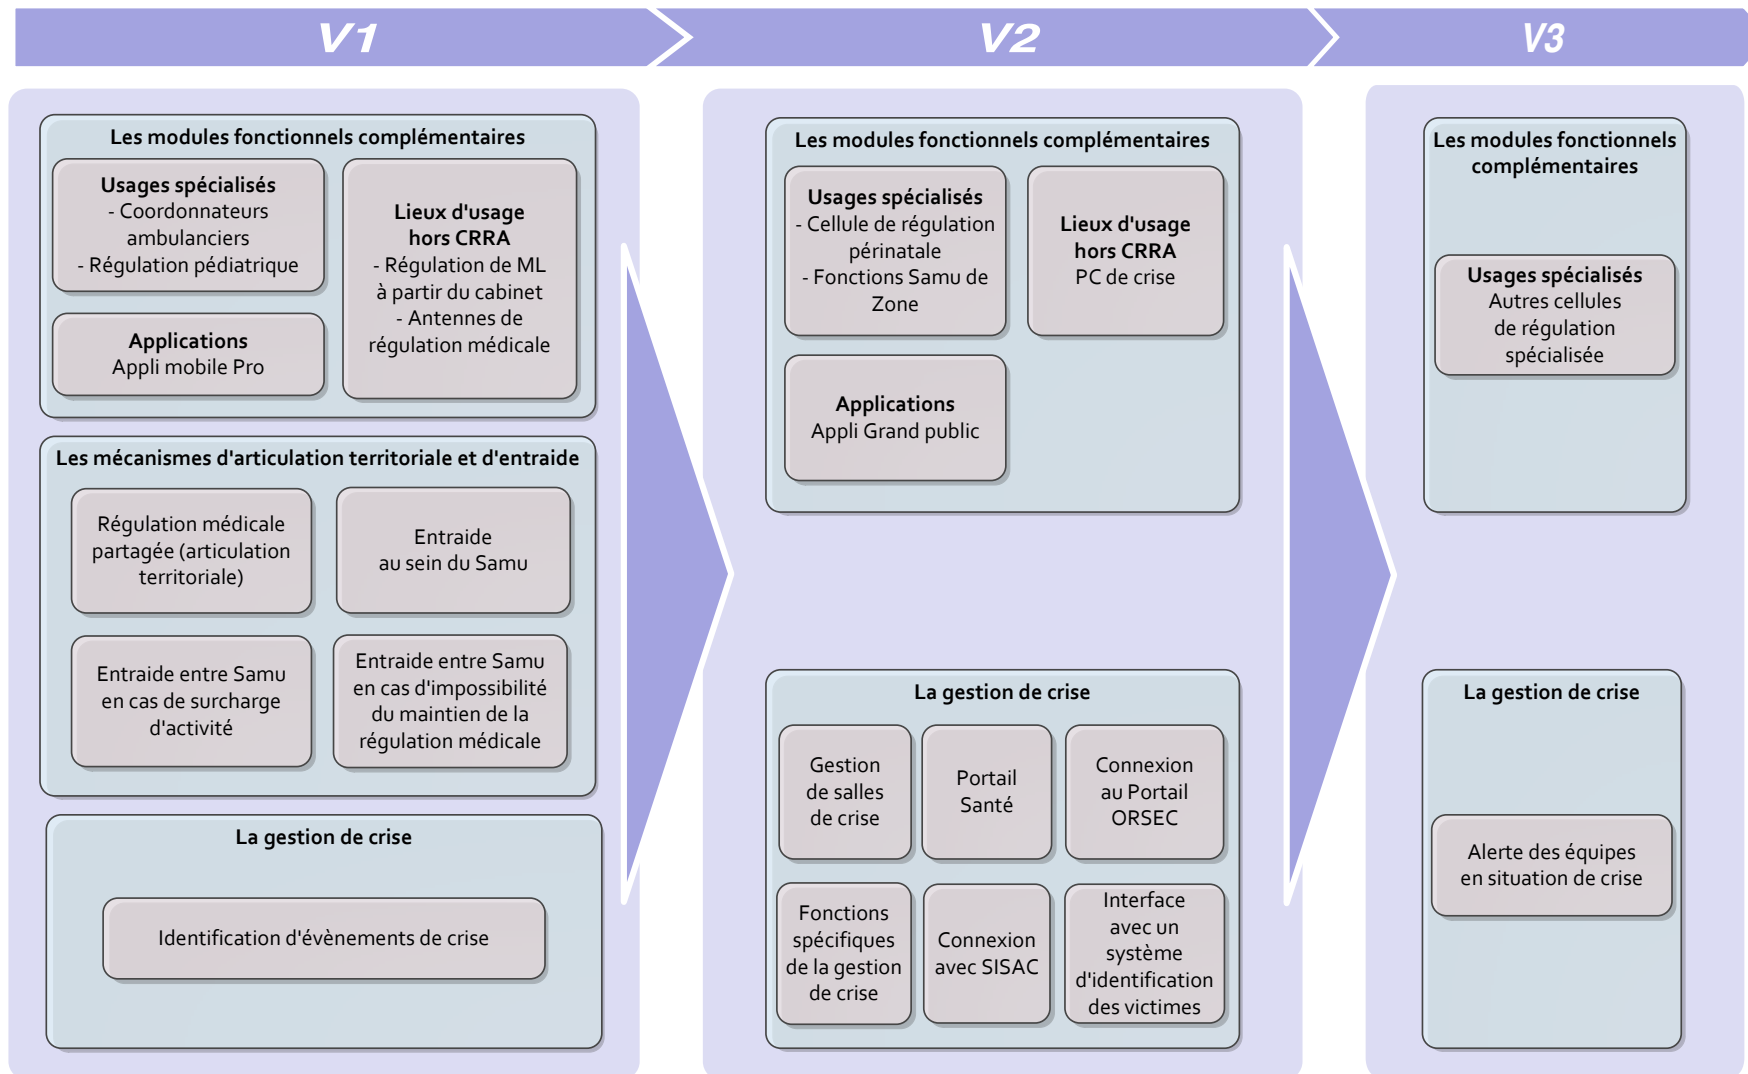 V1
V2
V3
Les modules fonctionnels complémentaires
Usages spécialisés
- Coordonnateurs
ambulanciers
- Régulation pédiatrique
Applications
Appli mobile Pro
Lieux d'usage
hors CRRA
- Régulation de ML
à partir du cabinet
- Antennes de
régulation médicale
Les mécanismes d'articulation territoriale et d'entraide
Régulation médicale
partagée (articulation
territoriale)
Entraide
au sein du Samu
Entraide entre Samu
en cas de surcharge
d'activité
Entraide entre Samu
en cas d'impossibilité
du maintien de la
régulation médicale
La gestion de crise
Identification d'évènements de crise
Les modules fonctionnels complémentaires
Usages spécialisés
- Cellule de régulation
périnatale
- Fonctions Samu de
Zone
Lieux d'usage
hors CRRA
PC de crise
Applications
Appli Grand public
La gestion de crise
Gestion
de salles
de crise
Portail
Santé
Connexion
au Portail
ORSEC
Fonctions
spécifiques
de la gestion
de crise
Connexion
avec SISAC
Interface
avec un
système
d'identification
des victimes
Les modules fonctionnels
complémentaires
Usages spécialisés
Autres cellules
de régulation
spécialisée
La gestion de crise
Alerte des équipes
en situation de crise